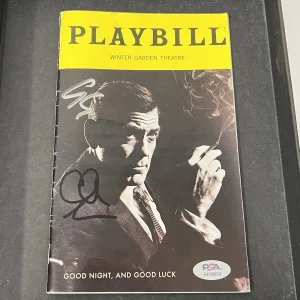 PLAYBILL
WINTER GARDEN THEATRE
GOOD NIGHT, AND GOOD LUCK
PSA